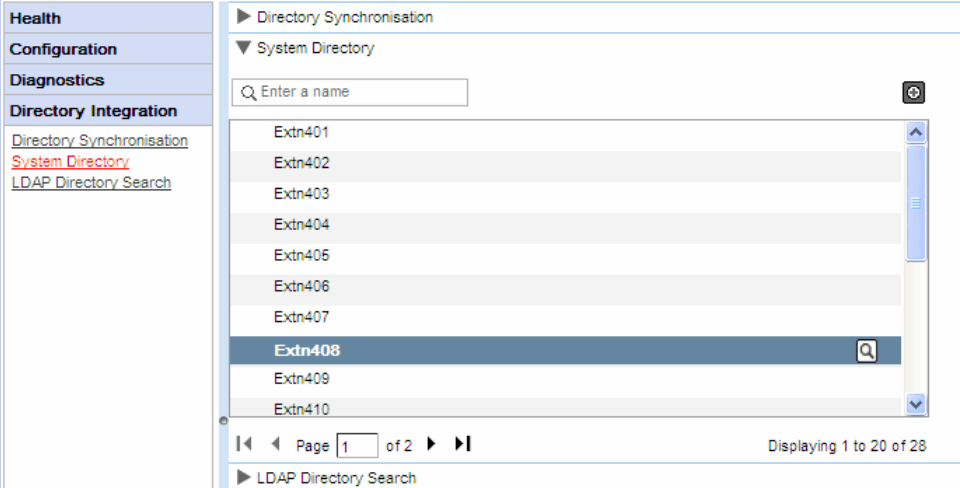 Health
Configuration
Diagnostics
Directory Integration
Directory Synchronisation
System Directory
LDAP Directory Search
Directory Synchronisation
System Directory
Enter a name
Extn401
Extn402
Extn403
Extn404
Extn405
Extn406
Extn407
Extn408
Extn409
Extn410
Page 1 of 2 Displaying 1 to 20 of 28
LDAP Directory Search